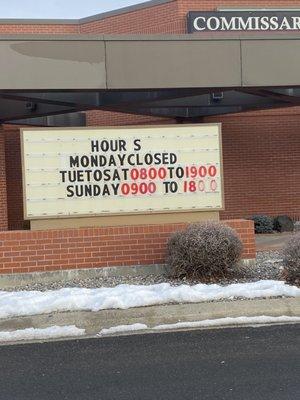 COMMISSAR
HOUR S
MONDAYCLOSED
TUETOSAT0800TO1900
SUNDAY0900 TO 1800